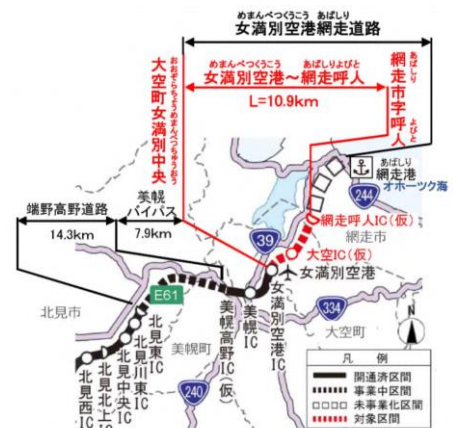 めまんべつくうこう あばしり
女満別空港網走道路
めまんべつくうこう あばしりよびと
女満別空港～網走呼人
L=10.9km
おおぞらちょうめまんべつちゅうおう
大空町女満別中央
あばしり よびと
網走市字呼人
あばしり
網走港
244
オホーツク海
美幌
バイパス
7.9km
端野高野道路
14.3km
39
網走呼人IC(仮)
網走市
大空IC(仮)
女満別空港
E61
334
大空町
N
北見市
美幌町
240
北見西IC
北見北上IC
北見中央IC
北見川東IC
北見東IC
美幌高野IC(仮)
美幌IC
女満別空港IC
凡 例
開通済区間
事業中区間
未事業化区間
対象区間